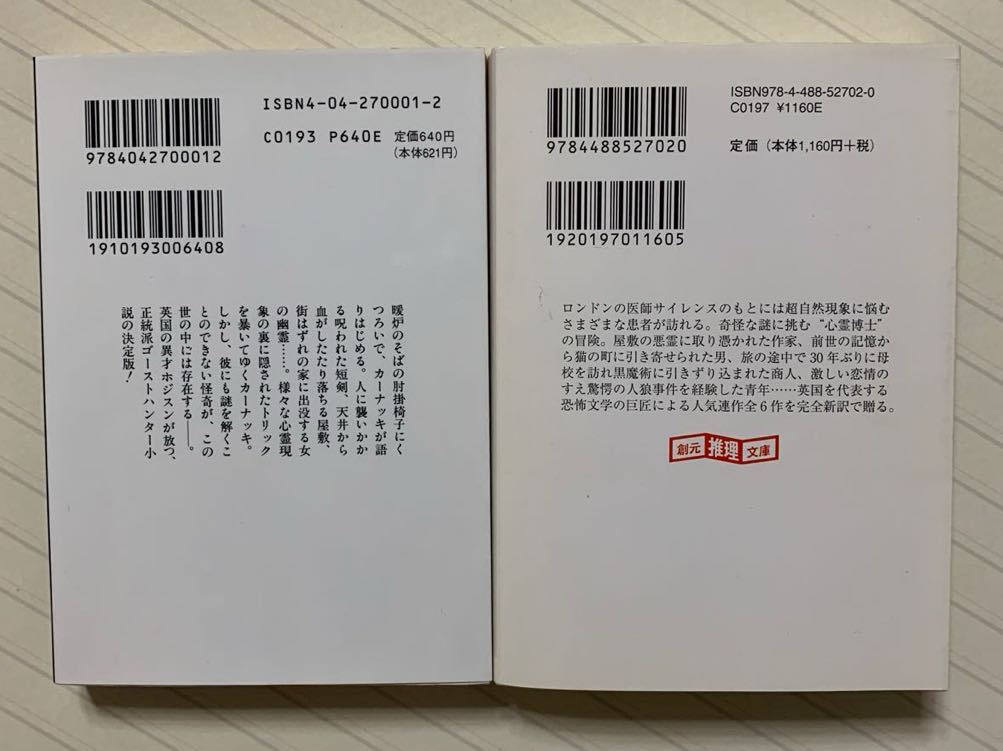 ISBN4-04-270001-2
C0193 P640E 定価640円
(本体621円)
9784042700012
1910193006408
暖炉のそばの肘掛椅子にく
つろいで、カーナッキが語
りはじめる。人に襲いかか
る呪われた短剣、天井から
血がしたたり落ちる屋敷、
街はずれの家に出没する女
の幽霊……。様々な心霊現
象の裏に隠されたトリック
を暴いてゆくカーナッキ。
しかし、彼にも謎を解くこ
とのできない怪奇が、この
世の中には存在する――。
英国の異才ホジスンが放つ、
正統派ゴーストハンター小
説の決定版!
ISBN978-4-488-52702-0
C0197 ¥1160E
定価(本体1,160円+税)
9784488527020
1920197011605
ロンドンの医師サイレンスのもとには超自然現象に悩む
さまざまな患者が訪れる。奇怪な謎に挑む“心霊博士”
の冒険。屋敷の悪霊に取り憑かれた作家、前世の記憶か
ら猫の町に引き寄せられた男、旅の途中で30年ぶりに母
校を訪れ黒魔術に引きずり込まれた商人、激しい恋情の
すえ驚愕の人狼事件を経験した青年……英国を代表する
恐怖文学の巨匠による人気連作全6作を完全新訳で贈る。
創元推理文庫